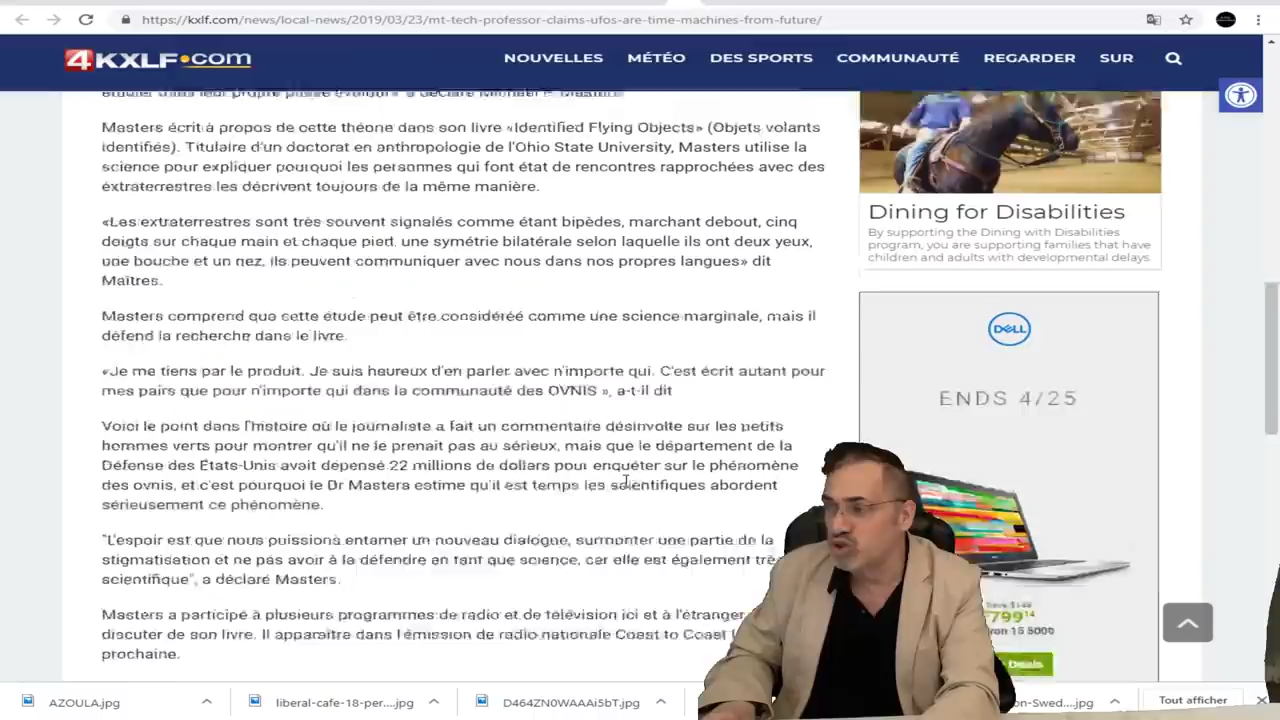 https://kxlf.com/news/local-news/2019/03/23/mt-tech-professor-claims-ufos-are-time-machines-from-future/
4KXLF.com
NOUVELLES MÉTÉO DES SPORTS COMMUNAUTÉ REGARDER SUR
Masters écrit à propos de cette théorie dans son livre «Identified Flying Objects» (Objets volants
identifiés). Titulaire d'un doctorat en anthropologie de l'Ohio State University, Masters utilise la
science pour expliquer pourquoi les personnes qui font état de rencontres rapprochées avec des
extraterrestres les décrivent toujours de la même manière.
«Les extraterrestres sont très souvent signalés comme étant bipèdes, marchant debout, cinq
doigts sur chaque main et chaque pied, une symétrie bilatérale selon laquelle ils ont deux yeux,
une bouche et un nez, ils peuvent communiquer avec nous dans nos propres langues» dit
Maîtres.
Masters comprend que cette étude peut être considérée comme une science marginale, mais il
défend la recherche dans le livre.
«Je me tiens par le produit. Je suis heureux d'en parler avec n'importe qui. C'est écrit autant pour
mes pairs que pour n'importe qui dans la communauté des OVNIS », a-t-il dit
Voici le point dans l'histoire où le journaliste a fait un commentaire désinvolte sur les petits
hommes verts pour montrer qu'il ne le prenait pas au sérieux, mais que le département de la
Défense des États-Unis avait dépensé 22 millions de dollars pour enquêter sur le phénomène
des ovnis, et c'est pourquoi le Dr Masters estime qu'il est temps les scientifiques abordent
sérieusement ce phénomène.
"L'espoir est que nous puissions entamer un nouveau dialogue, surmonter une partie de la
stigmatisation et ne pas avoir à la défendre en tant que science, car elle est également trè
scientifique", a déclaré Masters.
Masters a participé à plusieurs programmes de radio et de télévision ici et à l'étranger
discuter de son livre. Il apparaîtra dans l'émission de radio nationale Coast to Coast
prochaine.
Dining for Disabilities
By supporting the Dining with Disabilities
program, you are supporting families that have
children and adults with developmental delays.
DELL
ENDS 4/25
799 14
ron 15 5000
Deals
AZOULA.jpg
liberal-cafe-18-per....jpg
D464ZN0WAAAi5bT.jpg
on-Swed....jpg
Tout afficher